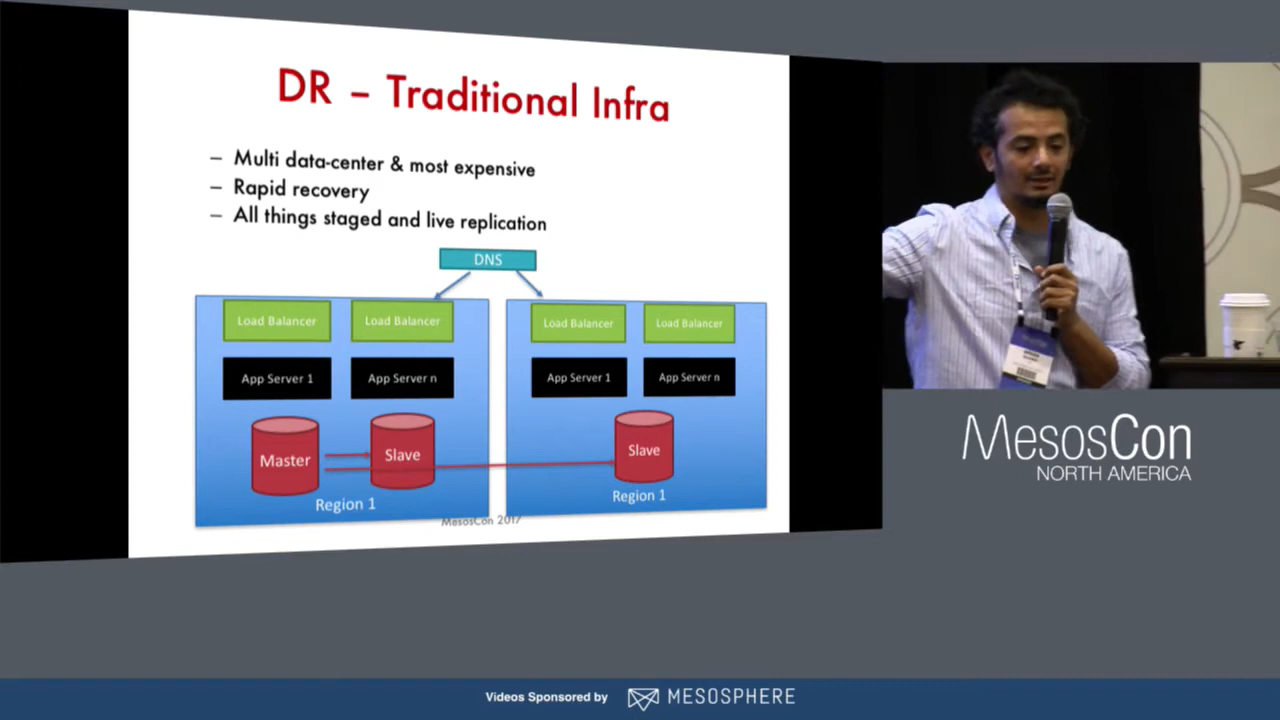 DR – Traditional Infra
– Multi data-center & most expensive
– Rapid recovery
– All things staged and live replication
DNS
Load Balancer
Load Balancer
Load Balancer
Load Balancer
App Server 1
App Server n
App Server 1
App Server n
Master
Slave
Slave
Region 1
Region 1
MesosCon 2017
MesosCon
NORTH AMERICA
Videos Sponsored by
MESOSPHERE